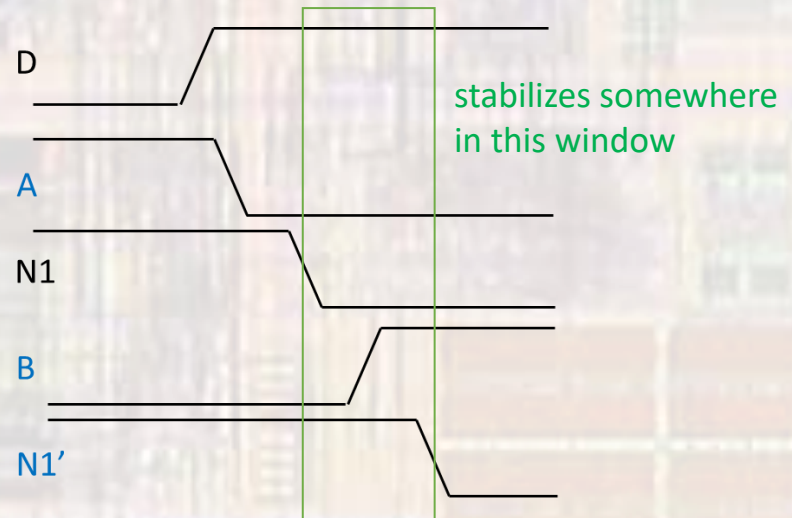 D
stabilizes somewhere
in this window
A
N1
B
N1’